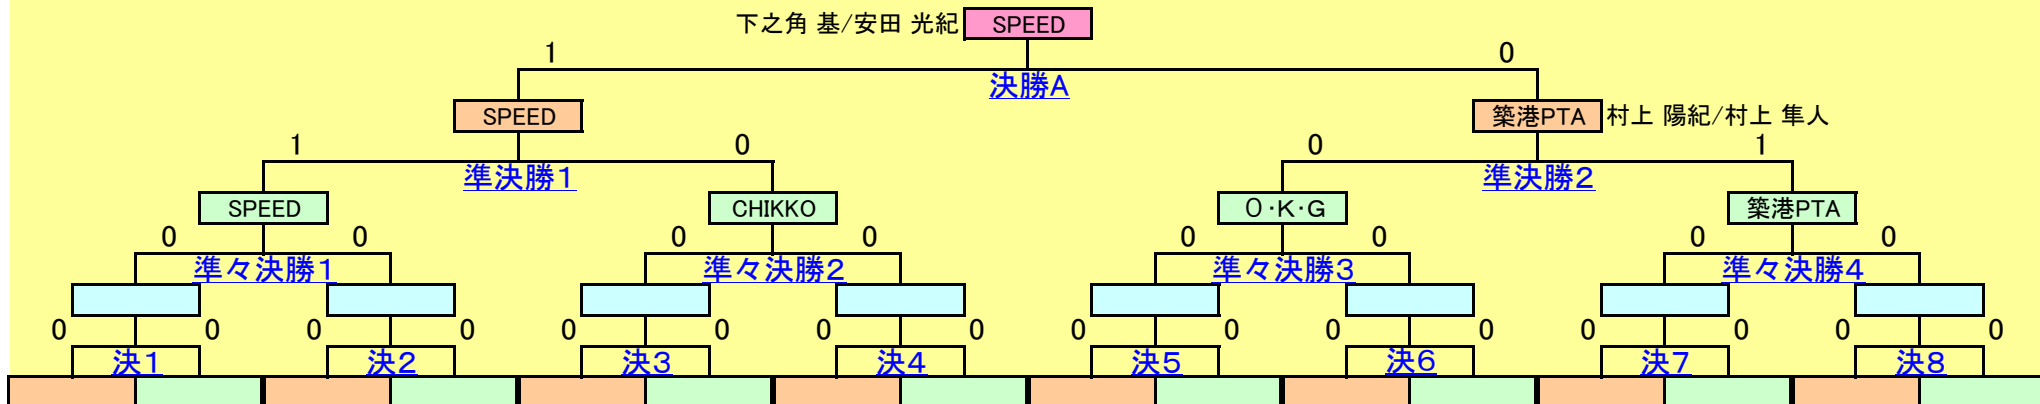 下之角 基/安田 光紀 SPEED
1 0
決勝A
SPEED 築港PTA 村上 陽紀/村上 隼人
1 0 0 1
準決勝1 準決勝2
SPEED CHIKKO O・K・G 築港PTA
0 0 0 0 0 0 0 0
準々決勝1 準々決勝2 準々決勝3 準々決勝4
0 0 0 0 0 0 0 0 0 0 0 0 0 0 0 0
決1 決2 決3 決4 決5 決6 決7 決8